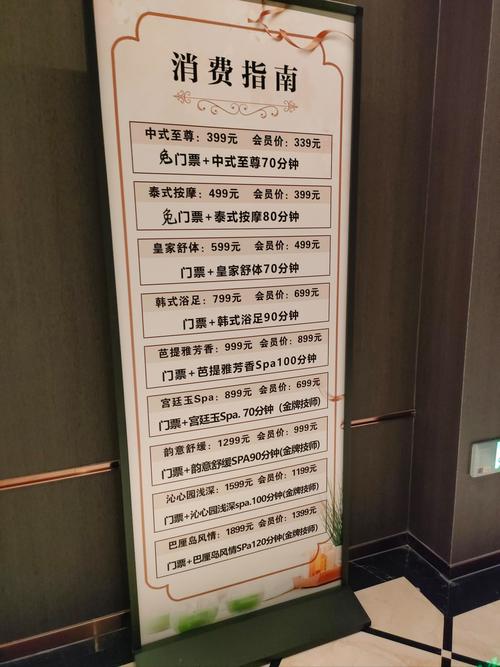 消费指南
中式至尊：399元 会员价：339元
免门票+中式至尊70分钟
泰式按摩：499元 会员价：399元
免门票+泰式按摩80分钟
皇家舒体：599元 会员价：499元
门票+皇家舒体70分钟
韩式浴足：799元 会员价：699元
门票+韩式浴足90分钟
芭提雅芳香：999元 会员价：899元
门票+芭提雅芳香Spa100分钟
宫廷玉Spa：899元 会员价：699元
门票+宫廷玉Spa. 70分钟（金牌技师）
韵意舒缓：1299元 会员价：999元
门票+韵意舒缓SPA90分钟(金牌技师)
沁心园浅深：1599元 会员价：1199元
门票+沁心园浅深spa.100分钟(金牌技师)
巴厘岛风情：1899元 会员价：1399元
门票+巴厘岛风情SPa120分钟(金牌技师)